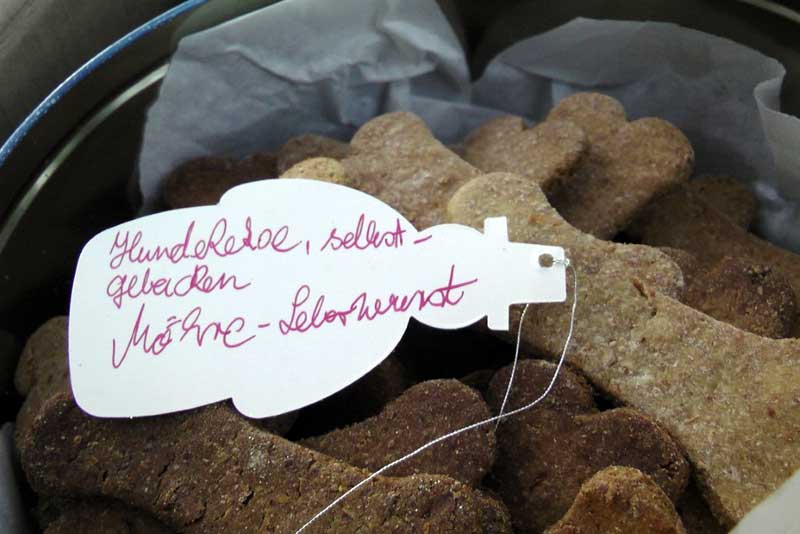 Hundekekse, selbst-
gebacken
Möhre-Leberwurst